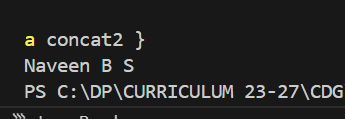 a concat2 }
Naveen B S
PS C:\DP\CURRICULUM 23-27\CDG